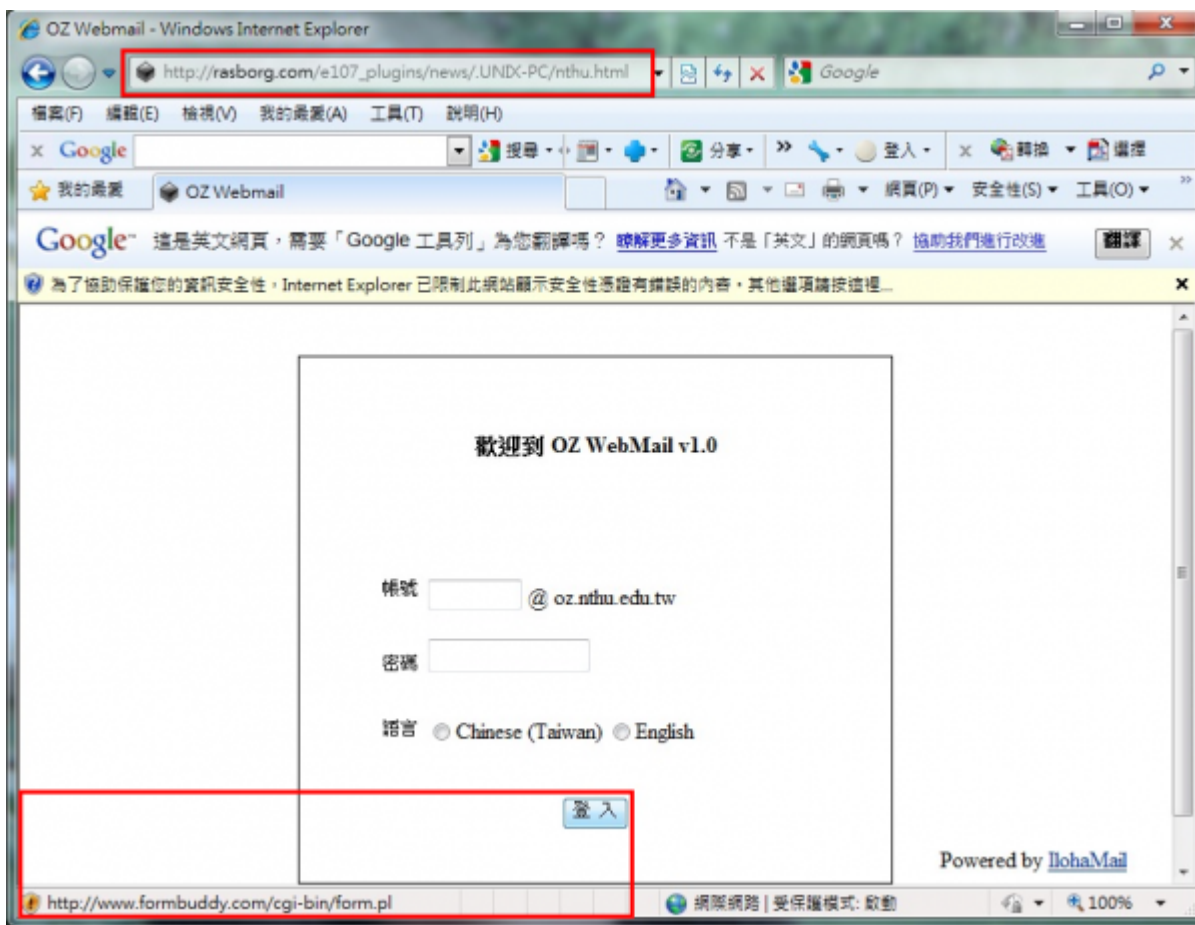 OZ Webmail - Windows Internet Explorer
http://rasborg.com/e107_plugins/news/.UNIX-PC/nthu.html Google
檔案(F) 編輯(E) 檢視(V) 我的最愛(A) 工具(T) 說明(H)
x Google 搜尋 分享 >> 登入 x 轉換 選擇
我的最愛 OZ Webmail 網頁(P) 安全性(S) 工具(O) >>
Google™ 這是英文網頁，需要「Google 工具列」為您翻譯嗎？ 瞭解更多資訊 不是「英文」的網頁嗎？ 協助我們進行改進 翻譯
為了協助保護您的資訊安全性，Internet Explorer 已限制此網站顯示安全性憑證有錯誤的內容。其他選項請按這裡...
歡迎到 OZ WebMail v1.0
帳號 @ oz.nthu.edu.tw
密碼
語言 Chinese (Taiwan) English
登 入
Powered by IlohaMail
http://www.formbuddy.com/cgi-bin/form.pl 網際網路 | 受保護模式: 啟動 100%